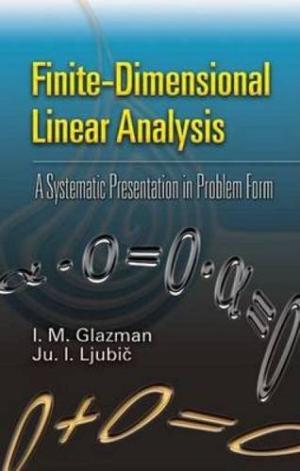 Finite-Dimensional
Linear Analysis
A Systematic Presentation in Problem Form
α·0=0·α=0
I. M. Glazman
Ju. I. Ljubič
0+0=0